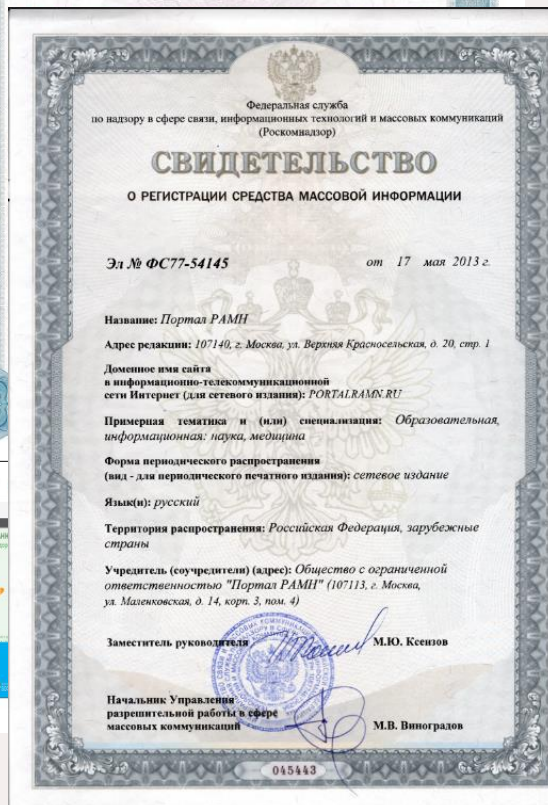 Федеральная служба
по надзору в сфере связи, информационных технологий и массовых коммуникаций
(Роскомнадзор)
СВИДЕТЕЛЬСТВО
О РЕГИСТРАЦИИ СРЕДСТВА МАССОВОЙ ИНФОРМАЦИИ
Эл № ФС77-54145 от 17 мая 2013 г.
Название: Портал РАМН
Адрес редакции: 107140, г. Москва, ул. Верхняя Красносельская, д. 20, стр. 1
Доменное имя сайта
в информационно-телекоммуникационной
сети Интернет (для сетевого издания): PORTALRAMN.RU
Примерная тематика и (или) специализация: Образовательная,
информационная: наука, медицина
Форма периодического распространения
(вид - для периодического печатного издания): сетевое издание
Язык(и): русский
Территория распространения: Российская Федерация, зарубежные
страны
Учредитель (соучредители) (адрес): Общество с ограниченной
ответственностью "Портал РАМН" (107113, г. Москва,
ул. Маленковская, д. 14, корп. 3, пом. 4)
Заместитель руководителя М.Ю. Ксензов
Начальник Управления
разрешительной работы в сфере
массовых коммуникаций М.В. Виноградов
045443